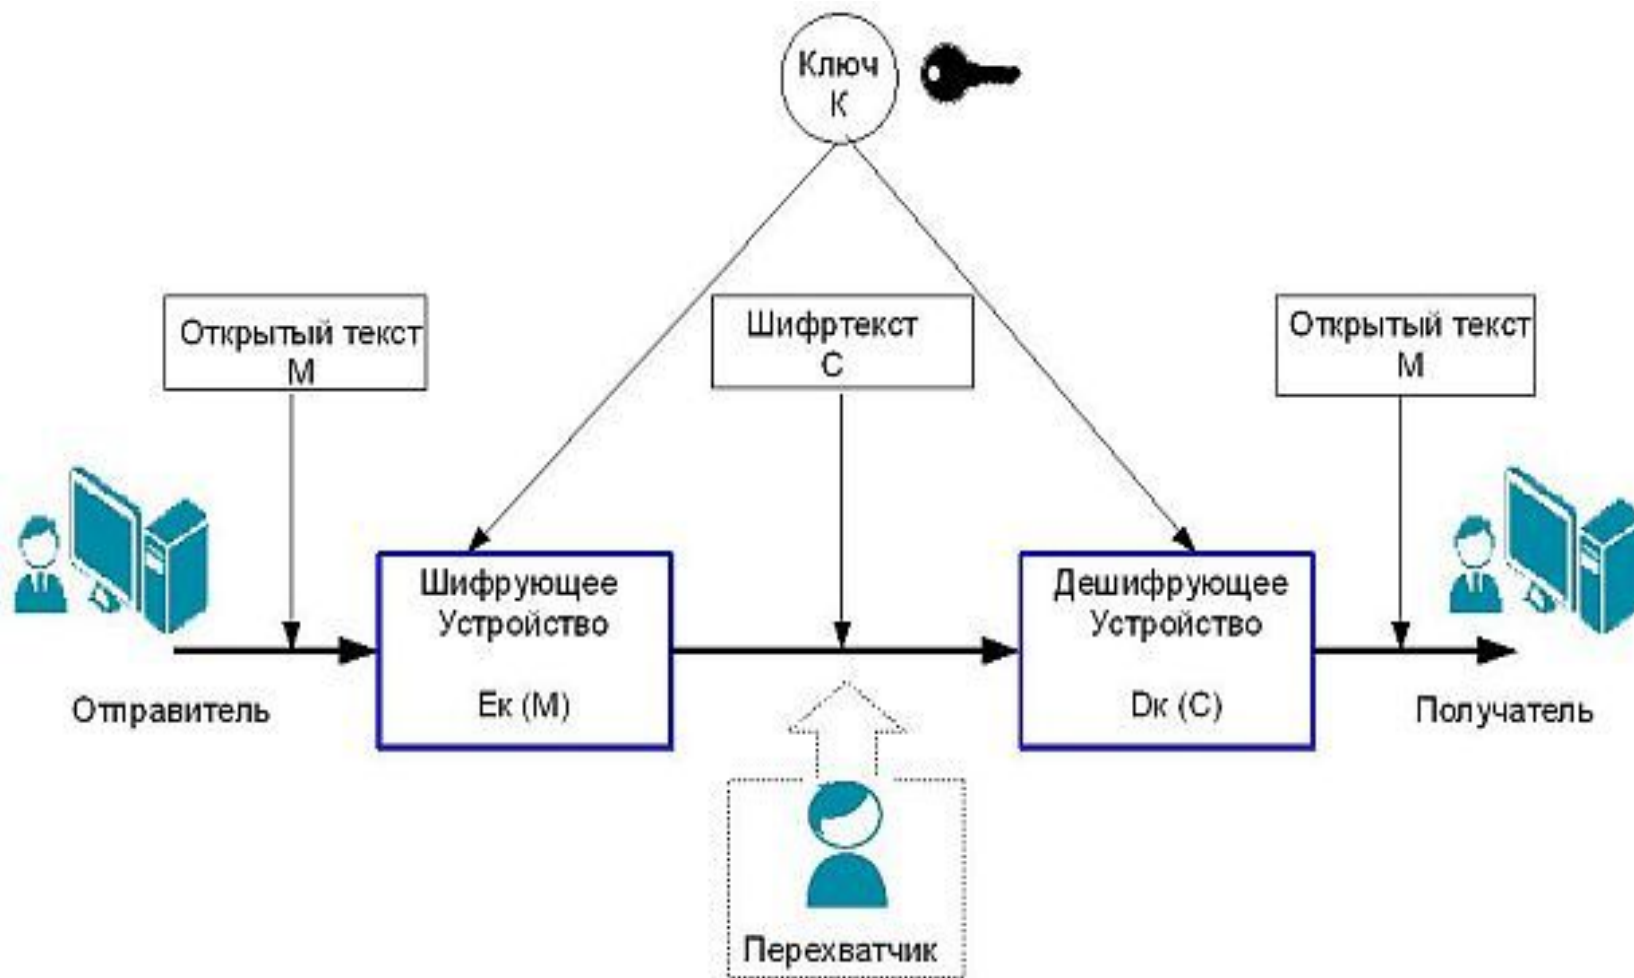 Ключ
К
Открытый текст
М
Шифртекст
С
Открытый текст
М
Шифрующее
Устройство
Ек (М)
Дешифрующее
Устройство
Dк (С)
Отправитель
Получатель
Перехватчик